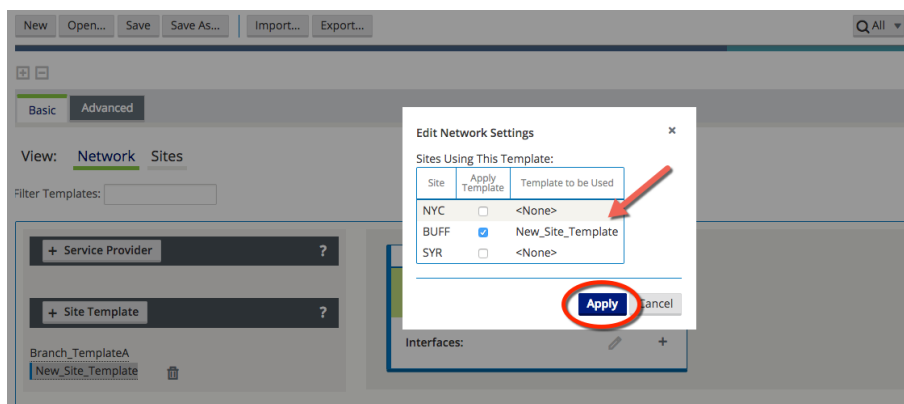 New Open... Save Save As... Import... Export... All
Basic Advanced
View: Network Sites
Filter Templates:
+ Service Provider ?
+ Site Template ?
Branch_TemplateA
New_Site_Template
Edit Network Settings ×
Sites Using This Template:
Site Apply Template Template to be Used
NYC <None>
BUFF New_Site_Template
SYR <None>
Apply Cancel
Interfaces: +